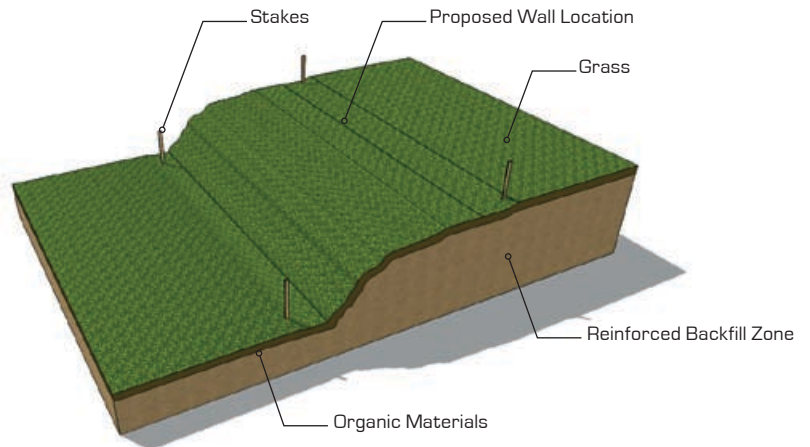 Stakes
Proposed Wall Location
Grass
Reinforced Backfill Zone
Organic Materials